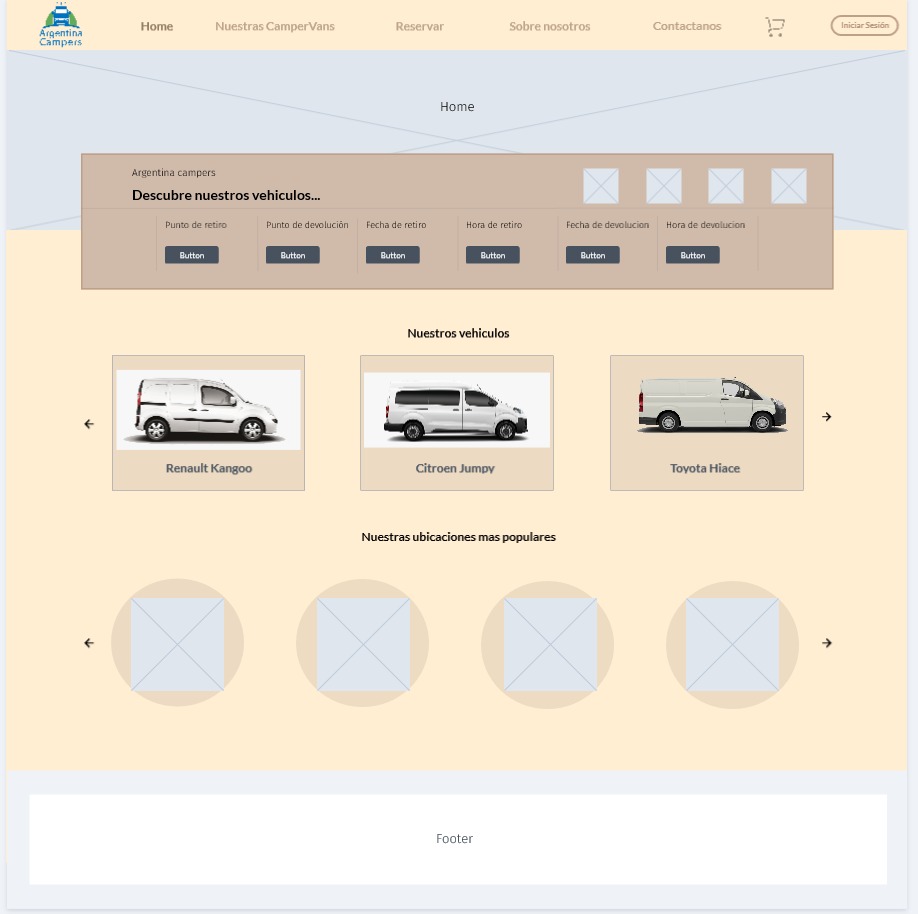 Argentina
Campers
Home
Nuestras CamperVans
Reservar
Sobre nosotros
Contactanos
Iniciar Sesión
Home
Argentina campers
Descubre nuestros vehiculos...
Punto de retiro
Punto de devolución
Fecha de retiro
Hora de retiro
Fecha de devolucion
Hora de devolucion
Button
Button
Button
Button
Button
Button
Nuestros vehiculos
Renault Kangoo
Citroen Jumpy
Toyota Hiace
Nuestras ubicaciones mas populares
Footer